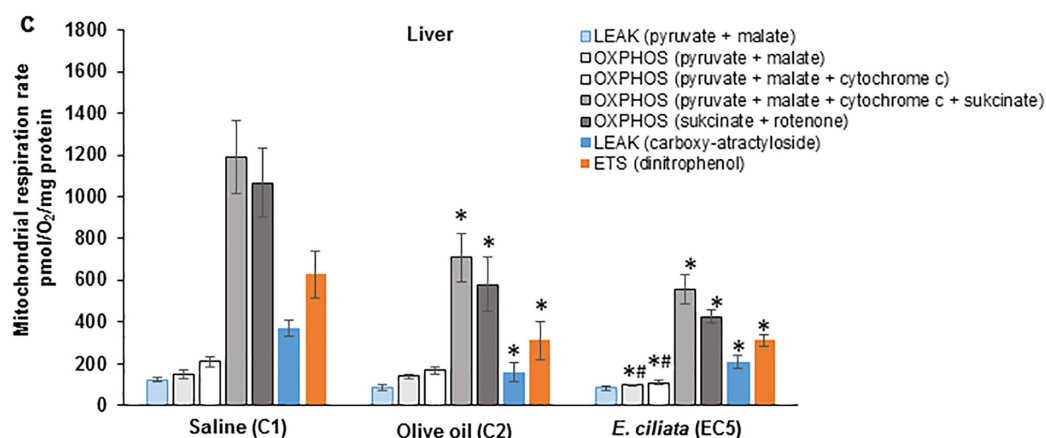 C
Liver
Mitochondrial respiration rate
pmol/O₂/mg protein
1800
1600
1400
1200
1000
800
600
400
200
0
LEAK (pyruvate + malate)
OXPHOS (pyruvate + malate)
OXPHOS (pyruvate + malate + cytochrome c)
OXPHOS (pyruvate + malate + cytochrome c + sukcinate)
OXPHOS (sukcinate + rotenone)
LEAK (carboxy-atractyloside)
ETS (dinitrophenol)
* * * *
*# *# * * * *
Saline (C1)
Olive oil (C2)
E. ciliata (EC5)